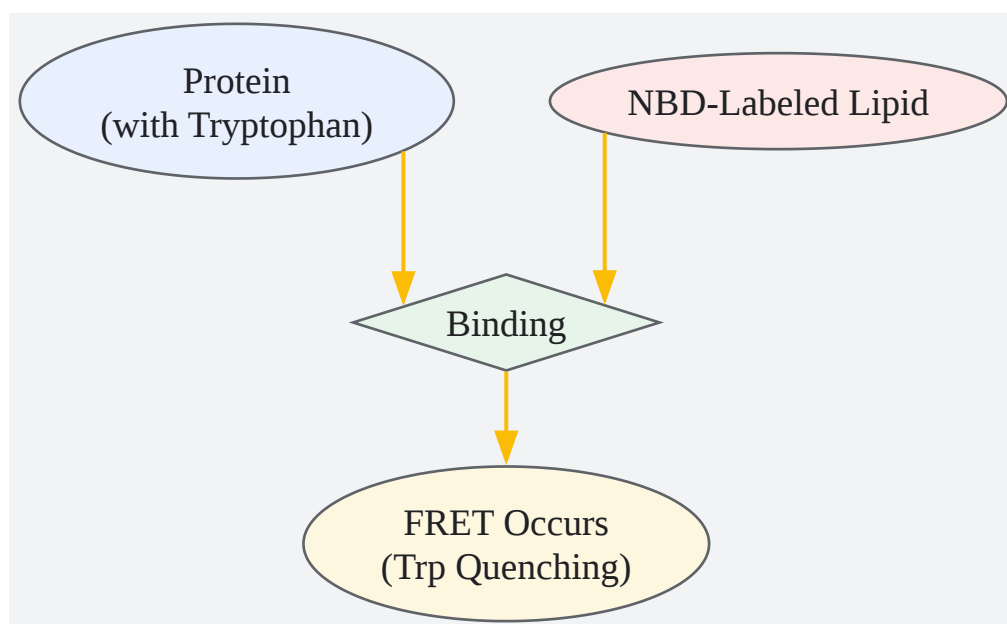 Protein
(with Tryptophan)
NBD-Labeled Lipid
Binding
FRET Occurs
(Trp Quenching)